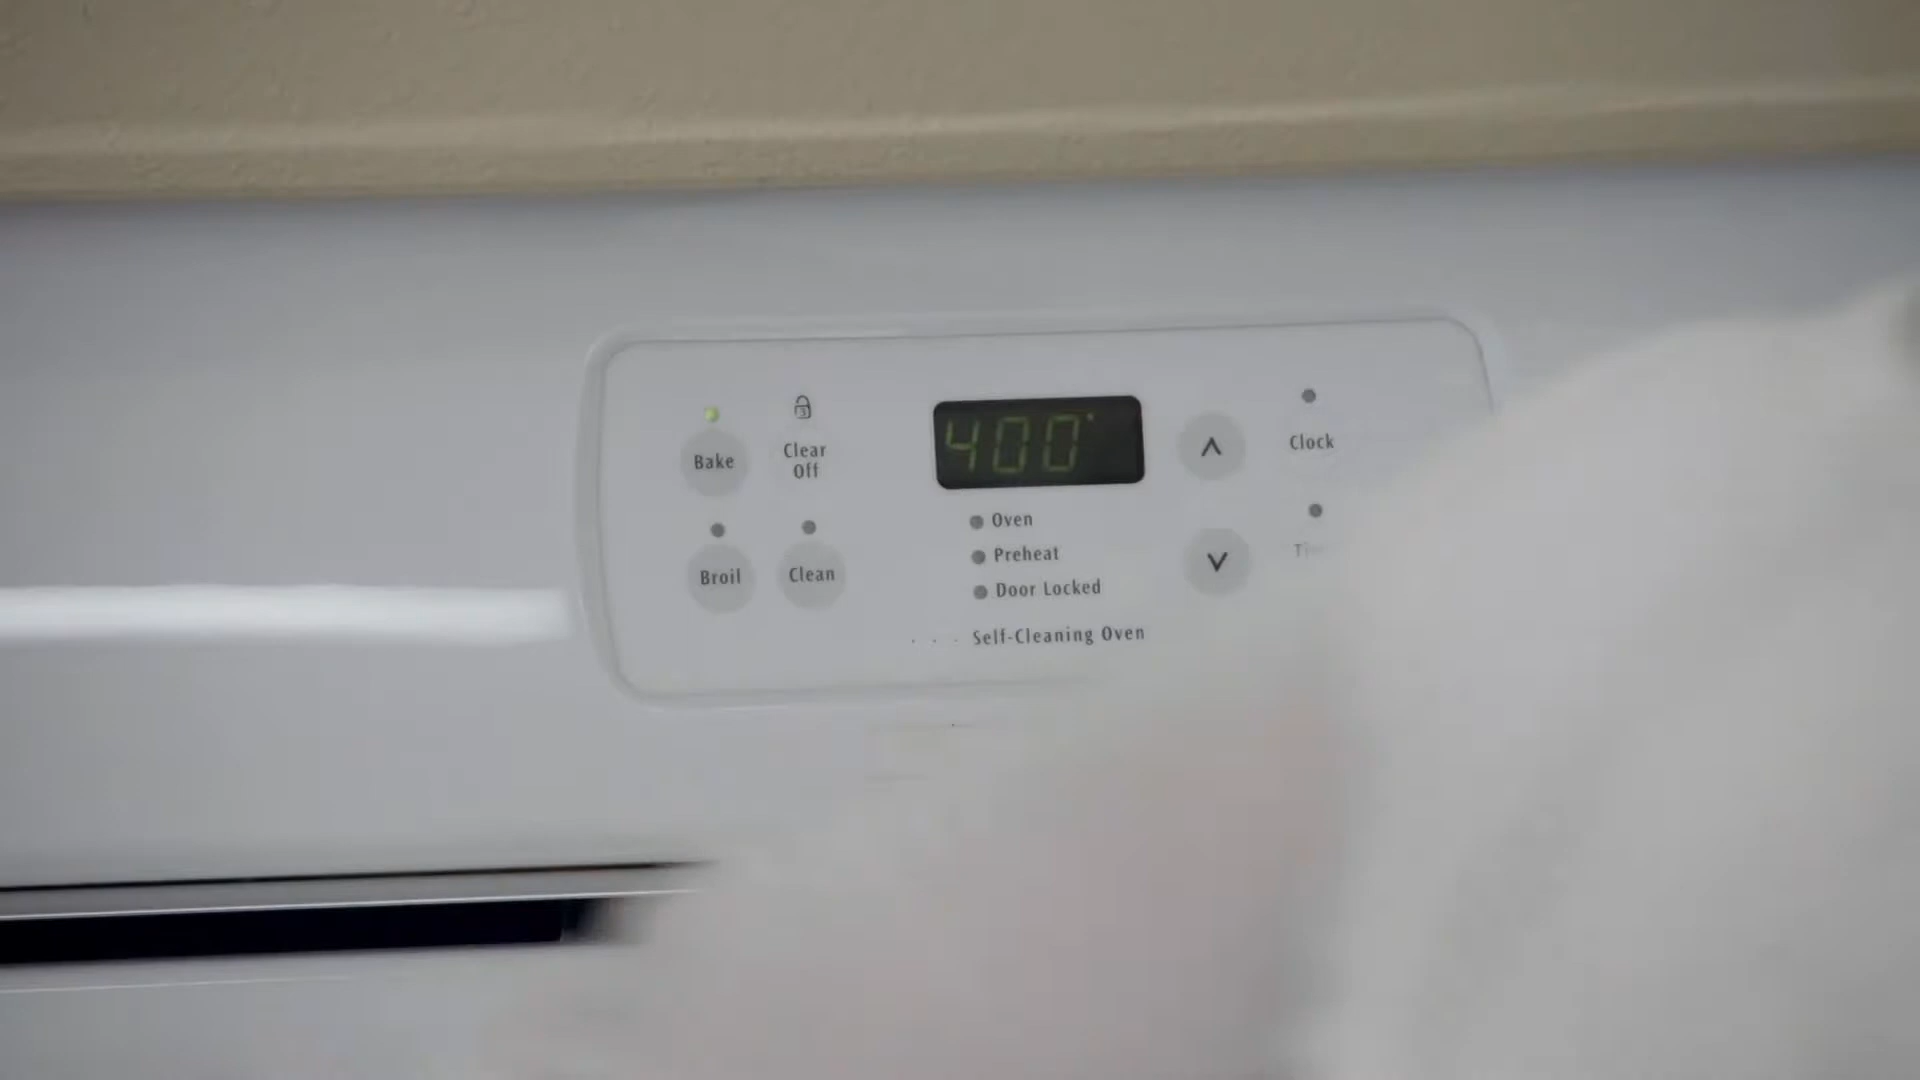 Bake
Clear
Off
400°
Clock
Oven
Preheat
Door Locked
Broil
Clean
Self-Cleaning Oven